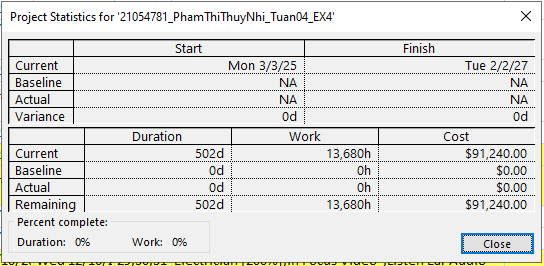 Project Statistics for '21054781_PhamThiThuyNhi_Tuan04_EX4'
Start Finish
Current Mon 3/3/25 Tue 2/2/27
Baseline NA NA
Actual NA NA
Variance 0d 0d
Duration Work Cost
Current 502d 13,680h $91,240.00
Baseline 0d 0h $0.00
Actual 0d 0h $0.00
Remaining 502d 13,680h $91,240.00
Percent complete:
Duration: 0% Work: 0%
Close